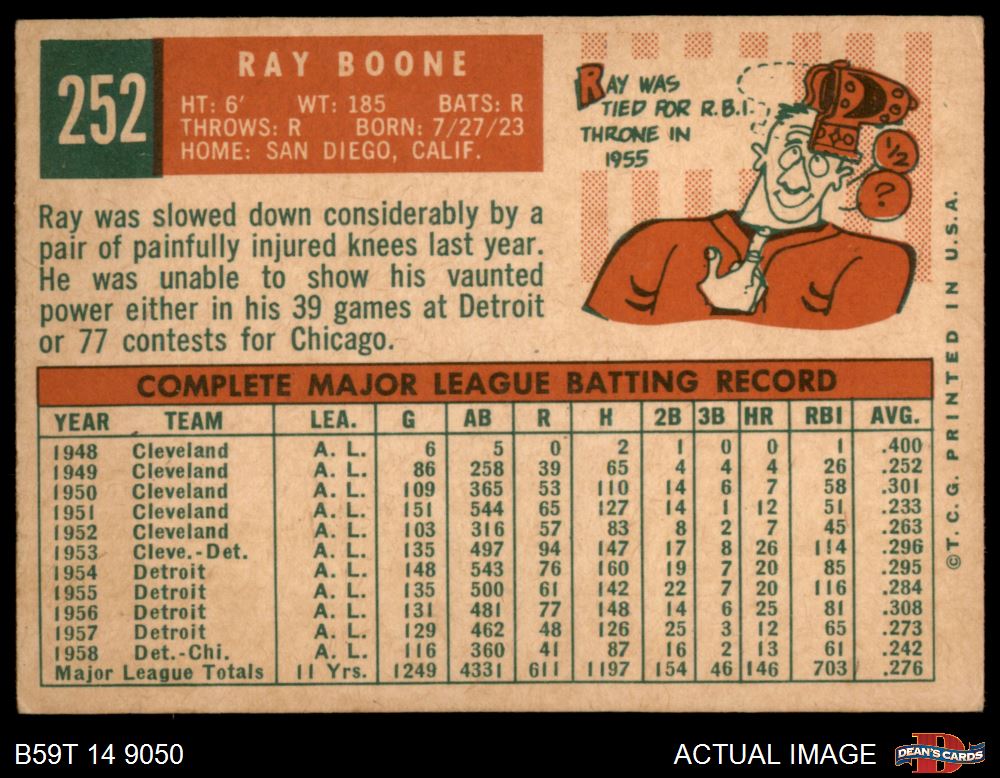 252
RAY BOONE
HT: 6' WT: 185 BATS: R
THROWS: R BORN: 7/27/23
HOME: SAN DIEGO, CALIF.
RAY WAS
TIED FOR R.B.I.
THRONE IN
1955
1/2
?
Ray was slowed down considerably by a
pair of painfully injured knees last year.
He was unable to show his vaunted
power either in his 39 games at Detroit
or 77 contests for Chicago.
COMPLETE MAJOR LEAGUE BATTING RECORD
YEAR TEAM LEA. G AB R H 2B 3B HR RBI AVG.
1948 Cleveland A. L. 6 5 0 2 1 0 0 1 .400
1949 Cleveland A. L. 86 258 39 65 4 4 4 26 .252
1950 Cleveland A. L. 109 365 53 110 14 6 7 58 .301
1951 Cleveland A. L. 151 544 65 127 14 1 12 51 .233
1952 Cleveland A. L. 103 316 57 83 8 2 7 45 .263
1953 Cleve.-Det. A. L. 135 497 94 147 17 8 26 114 .296
1954 Detroit A. L. 148 543 76 160 19 7 20 85 .295
1955 Detroit A. L. 135 500 61 142 22 7 20 116 .284
1956 Detroit A. L. 131 481 77 148 14 6 25 81 .308
1957 Detroit A. L. 129 462 48 126 25 3 12 65 .273
1958 Det.-Chi. A. L. 116 360 41 87 16 2 13 61 .242
Major League Totals 11 Yrs. 1249 4331 611 1197 154 46 146 703 .276
©T.C.G. PRINTED IN U.S.A.
B59T 14 9050
ACTUAL IMAGE
D
DEAN'S CARDS